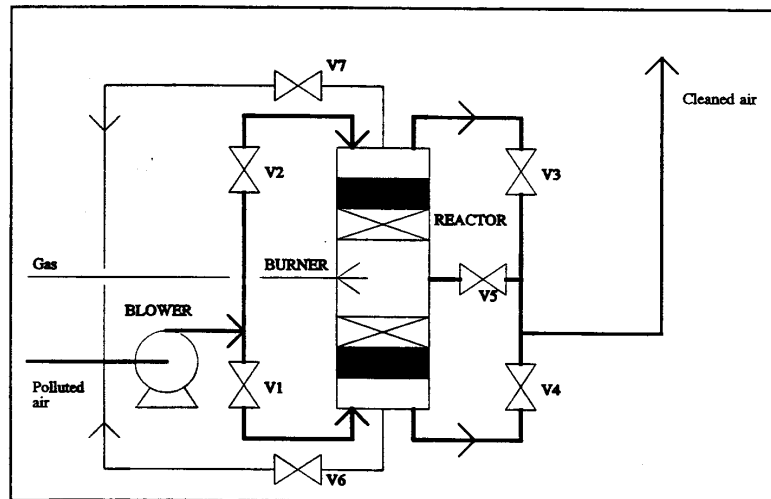 V7
Cleaned air
V2
V3
REACTOR
Gas
BURNER
V5
BLOWER
V1
V4
Polluted
air
V6